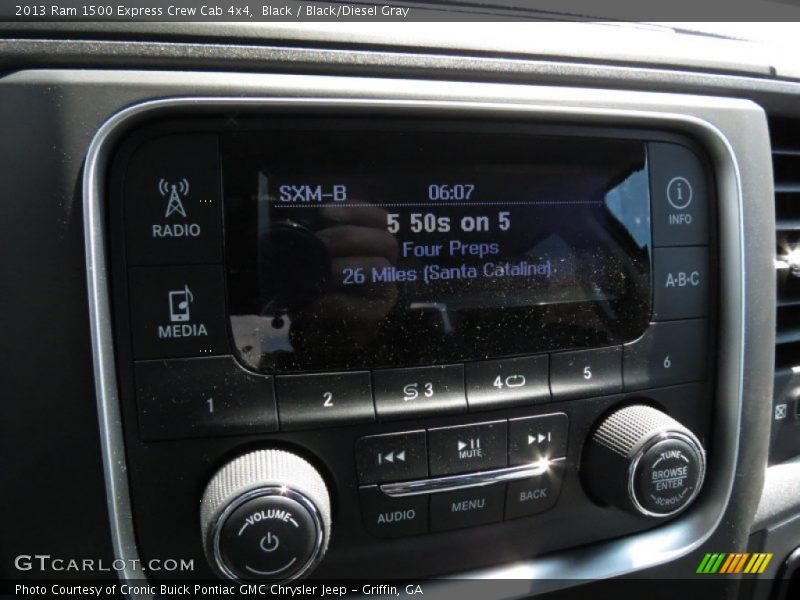 2013 Ram 1500 Express Crew Cab 4x4,  Black / Black/Diesel Gray
SXM-B 06:07
5 50s on 5
Four Preps
26 Miles (Santa Catalina)
RADIO
MEDIA
INFO
A·B·C
1 2 3 4 5 6
MUTE
AUDIO MENU BACK
VOLUME
TUNE
BROWSE
ENTER
SCROLL
GTCARLOT.COM
Photo Courtesy of Cronic Buick Pontiac GMC Chrysler Jeep - Griffin, GA